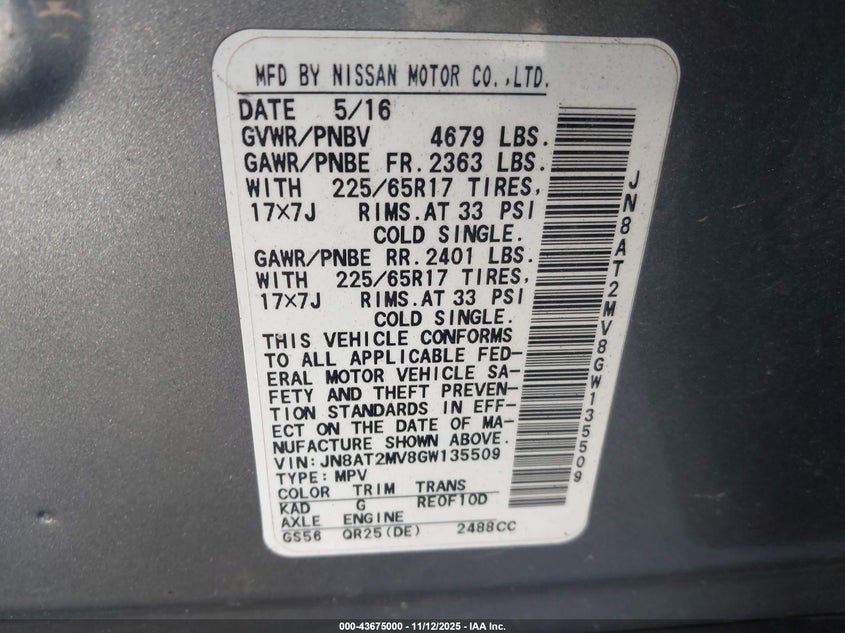 MFD BY NISSAN MOTOR CO.,LTD.
DATE 5/16
GVWR/PNBV 4679 LBS.
GAWR/PNBE FR. 2363 LBS.
WITH 225/65R17 TIRES,
17×7J RIMS. AT 33 PSI
COLD SINGLE.
GAWR/PNBE RR. 2401 LBS.
WITH 225/65R17 TIRES,
17×7J RIMS. AT 33 PSI
COLD SINGLE.
THIS VEHICLE CONFORMS
TO ALL APPLICABLE FED-
ERAL MOTOR VEHICLE SA-
FETY AND THEFT PREVEN-
TION STANDARDS IN EFF-
ECT ON THE DATE OF MA-
NUFACTURE SHOWN ABOVE.
VIN: JN8AT2MV8GW135509
TYPE: MPV
COLOR TRIM TRANS
KAD G RE0F10D
AXLE ENGINE
GS56 QR25(DE) 2488CC
JN8AT2MV8GW135509
000-43675000 - 11/12/2025 - IAA Inc.